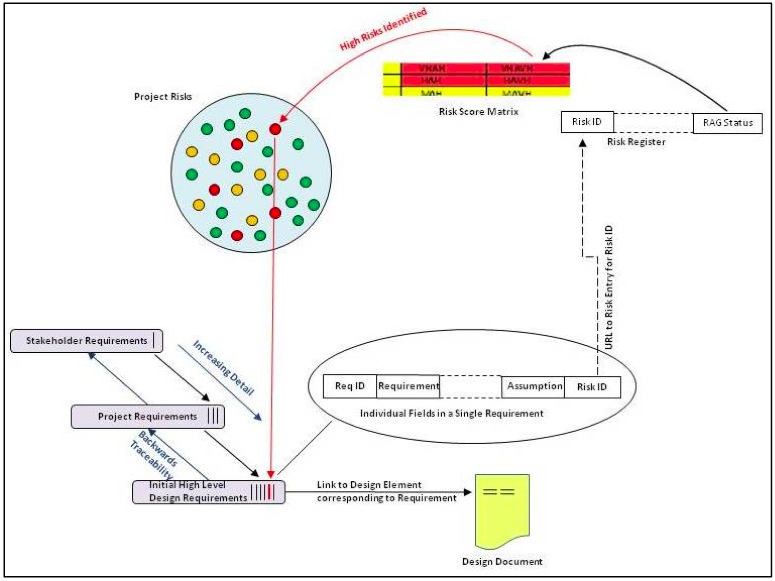 High Risks Identified
VHAH VHAVH
HAH HAVH
MAH MAVH
Project Risks
Risk Score Matrix
Risk ID
RAG Status
Risk Register
URL to Risk Entry for Risk ID
Stakeholder Requirements
Increasing Detail
Req ID Requirement Assumption Risk ID
Project Requirements
Individual Fields in a Single Requirement
Backwards
Traceability
Initial High Level
Design Requirements
Link to Design Element
corresponding to Requirement
Design Document